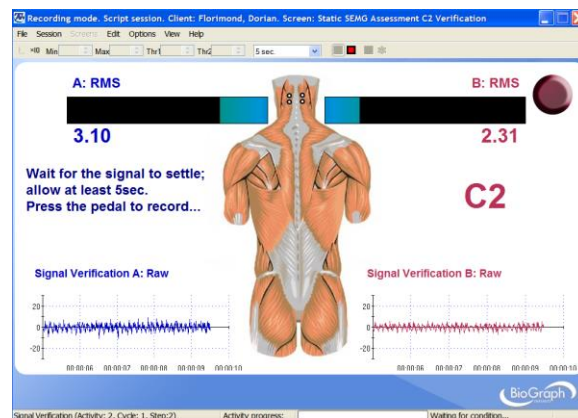 Recording mode. Script session. Client: Florimond, Dorian. Screen: Static SEMG Assessment C2 Verification
File Session Screens Edit Options View Help
×10 Min Max Thr1 Thr2 5 sec.
A: RMS
B: RMS
3.10
2.31
Wait for the signal to settle;
allow at least 5sec.
Press the pedal to record...
C2
Signal Verification A: Raw
Signal Verification B: Raw
20
0
-20
00:00:06 00:00:07 00:00:08 00:00:09 00:00:10
20
0
-20
00:00:06 00:00:07 00:00:08 00:00:09 00:00:10
BioGraph
Signal Verification (Activity: 2, Cycle: 1, Step:2) Activity progress: Waiting for condition...